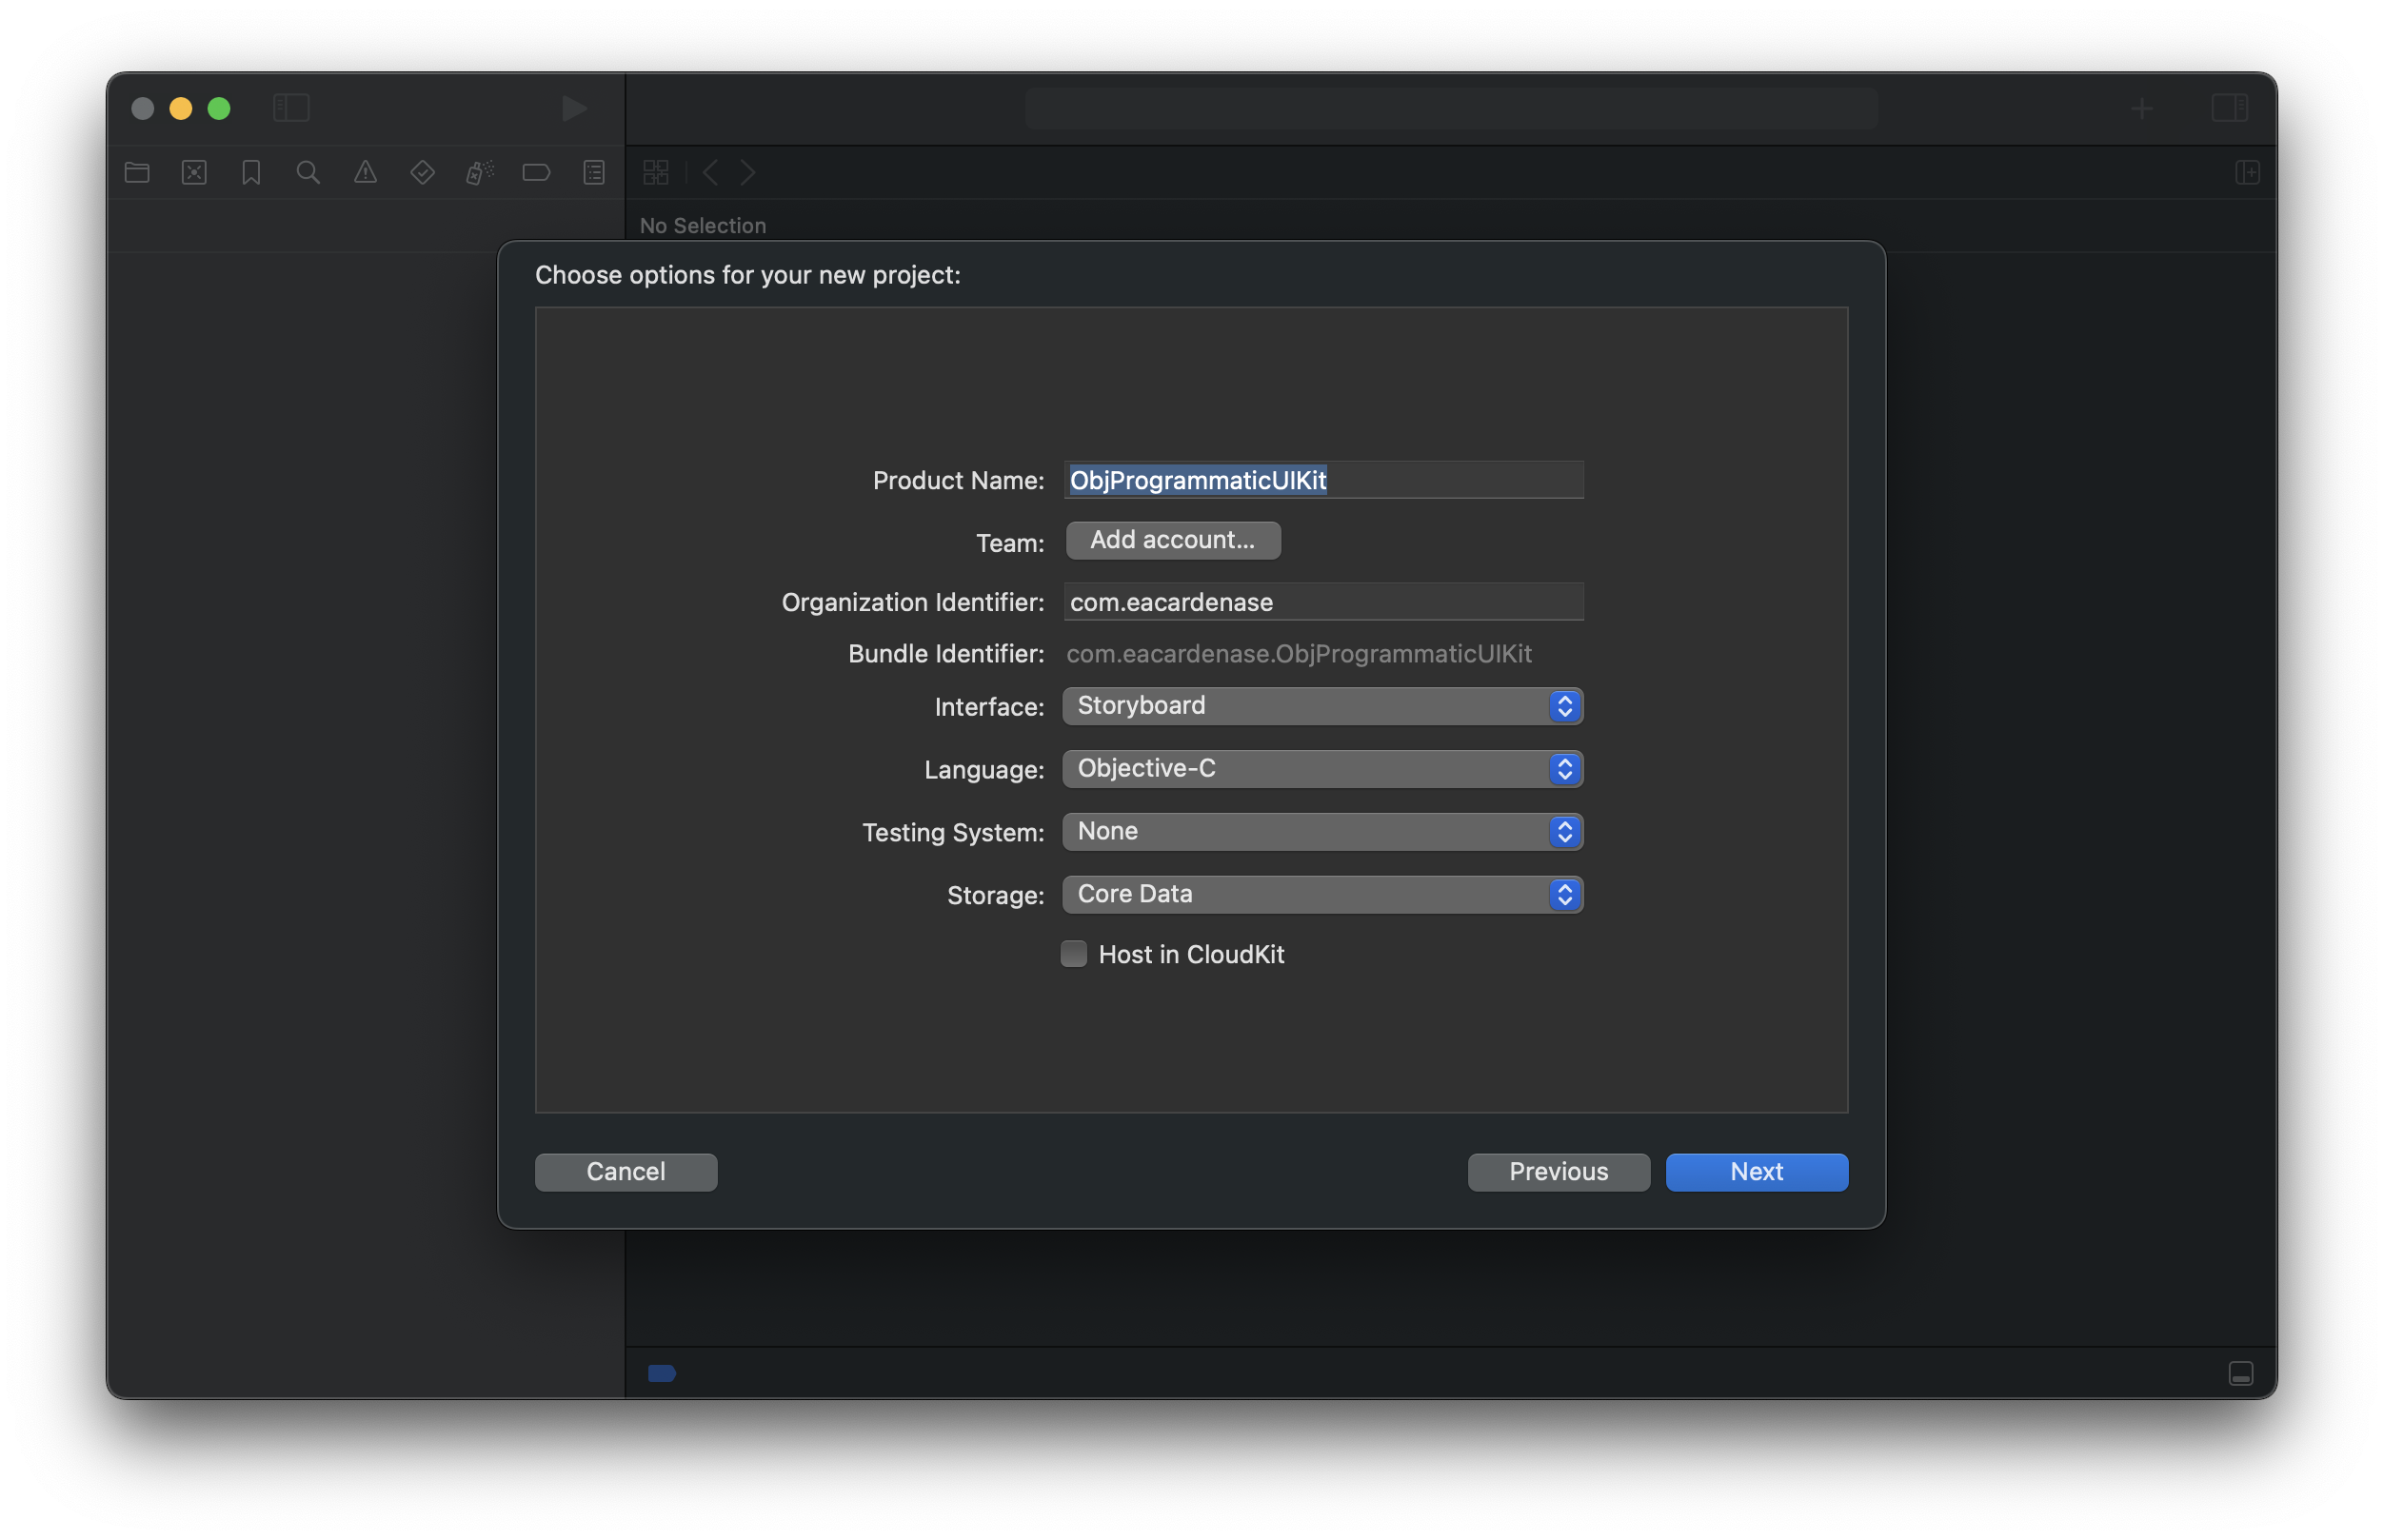 No Selection
Choose options for your new project:
Product Name: ObjProgrammaticUIKit
Team: Add account...
Organization Identifier: com.eacardenase
Bundle Identifier: com.eacardenase.ObjProgrammaticUIKit
Interface: Storyboard
Language: Objective-C
Testing System: None
Storage: Core Data
Host in CloudKit
Cancel Previous Next